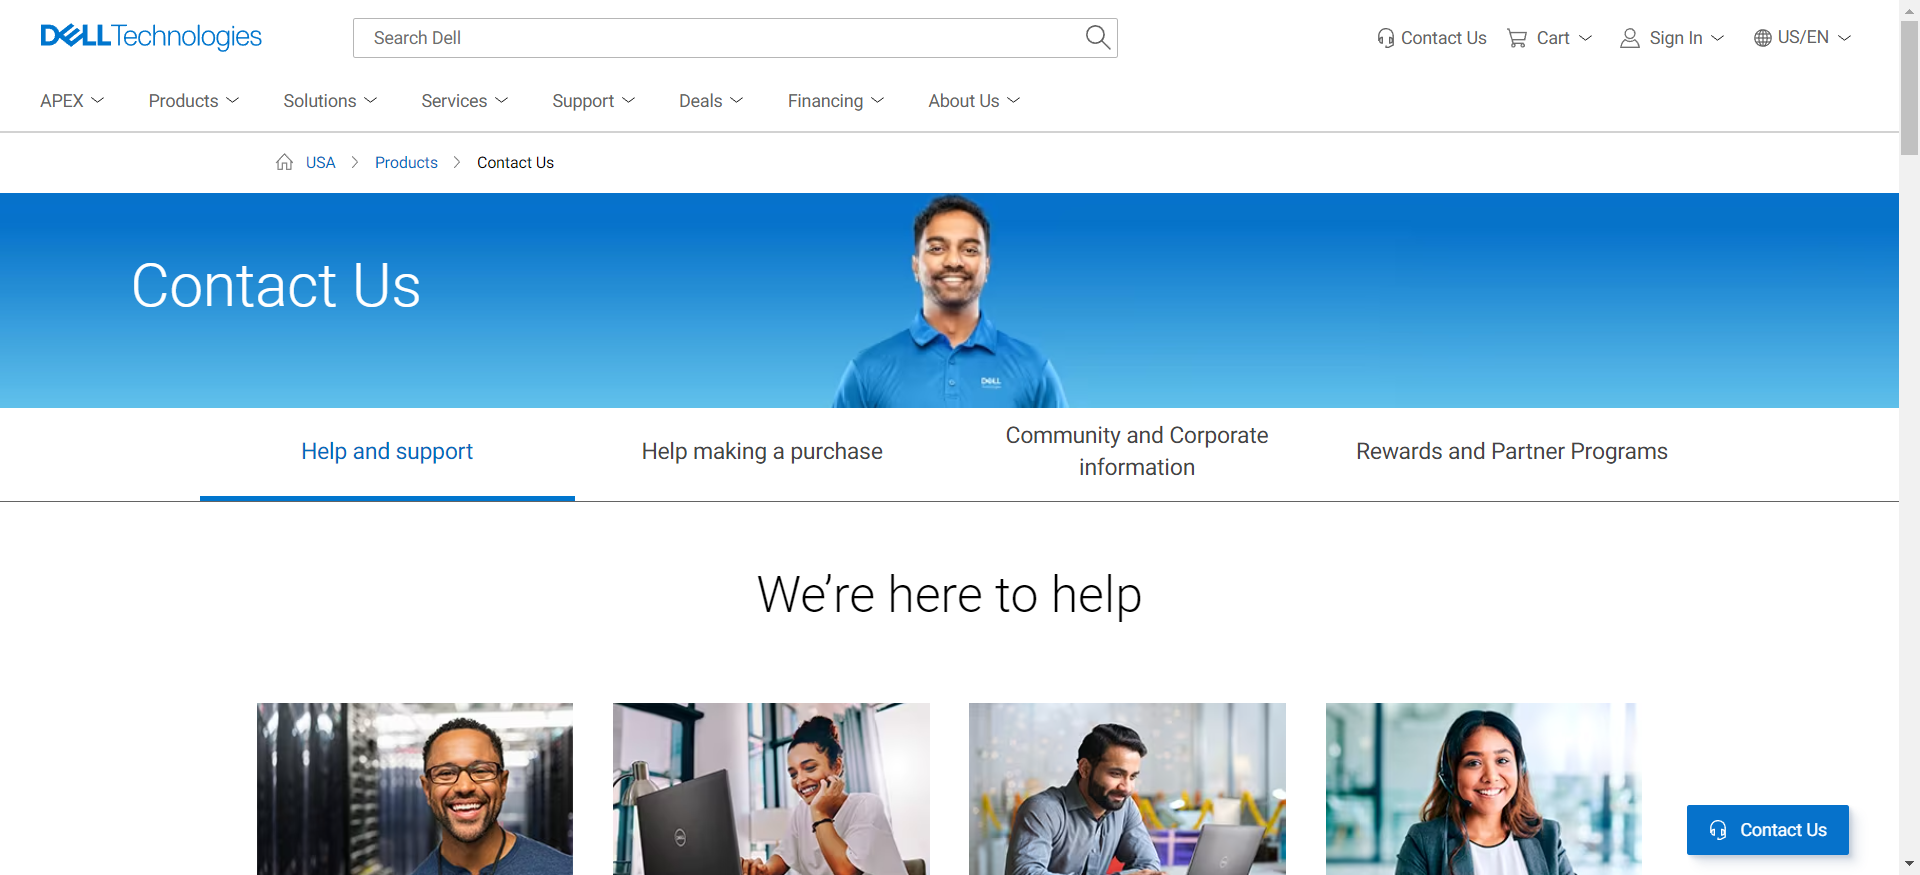 DELLTechnologies
Search Dell
Contact Us
Cart
Sign In
US/EN
APEX
Products
Solutions
Services
Support
Deals
Financing
About Us
USA
Products
Contact Us
Contact Us
DELL
Help and support
Help making a purchase
Community and Corporate
information
Rewards and Partner Programs
We’re here to help
Contact Us